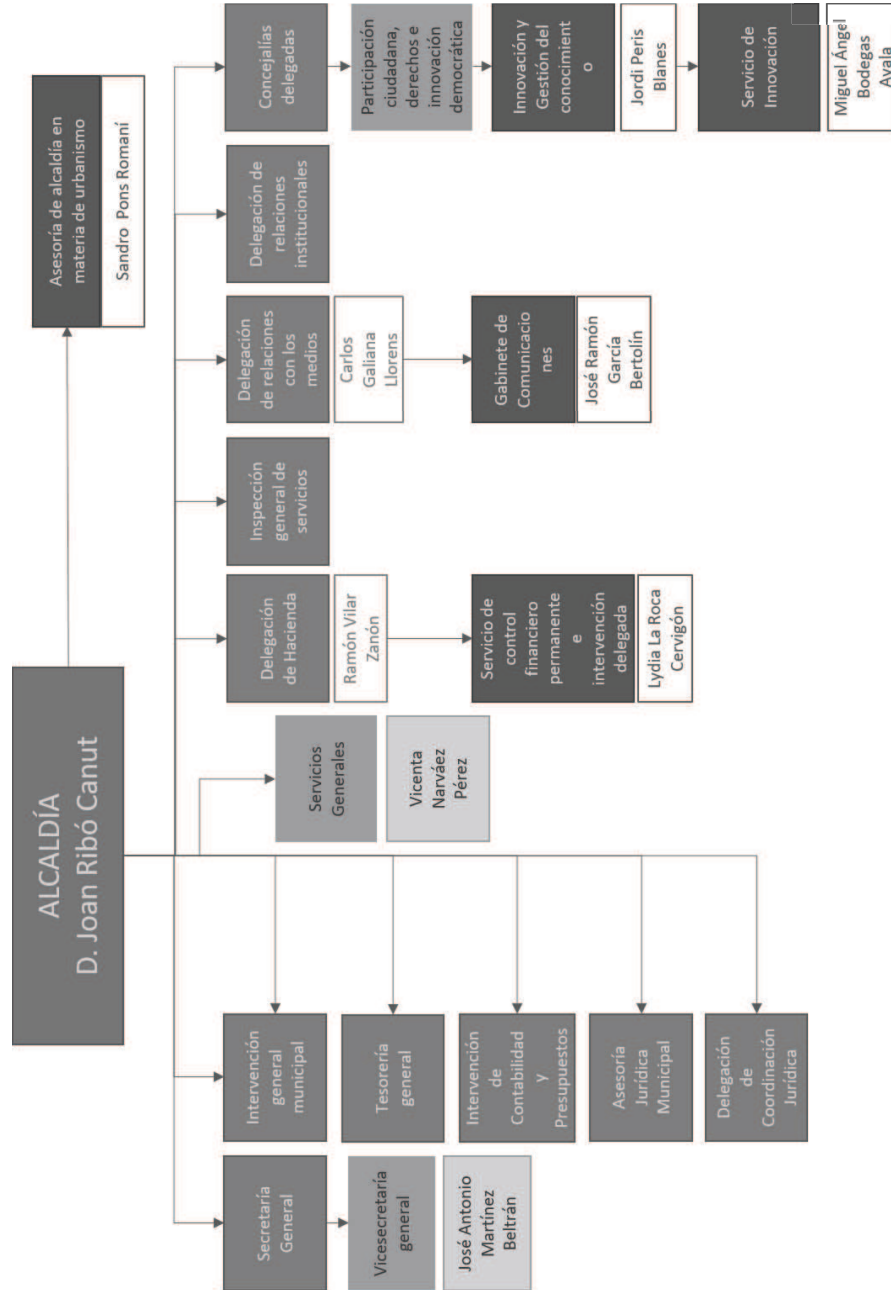 ALCALDÍA
D. Joan Ribó Canut
Asesoría de alcaldía en
materia de urbanismo
Sandro Pons Romaní
Secretaría
General
Vicesecretaría
general
José Antonio
Martínez
Beltrán
Intervención
general
municipal
Tesorería
general
Intervención
de
Contabilidad
y
Presupuestos
Asesoría
Jurídica
Municipal
Delegación
de
Coordinación
Jurídica
Servicios
Generales
Vicenta
Narváez
Pérez
Delegación
de Hacienda
Ramón Vilar
Zanón
Servicio de
control
financiero
permanente
e
intervención
delegada
Lydia La Roca
Cervigón
Inspección
general de
servicios
Delegación
de relaciones
con los
medios
Carlos
Galiana
Llorens
Gabinete de
Comunicacio
nes
José Ramón
García
Bertolín
Delegación de
relaciones
institucionales
Concejalías
delegadas
Participación
ciudadana,
derechos e
innovación
democrática
Innovación y
Gestión del
conocimient
o
Jordi Peris
Blanes
Servicio de
Innovación
Miguel Ángel
Bodegas
Ayala